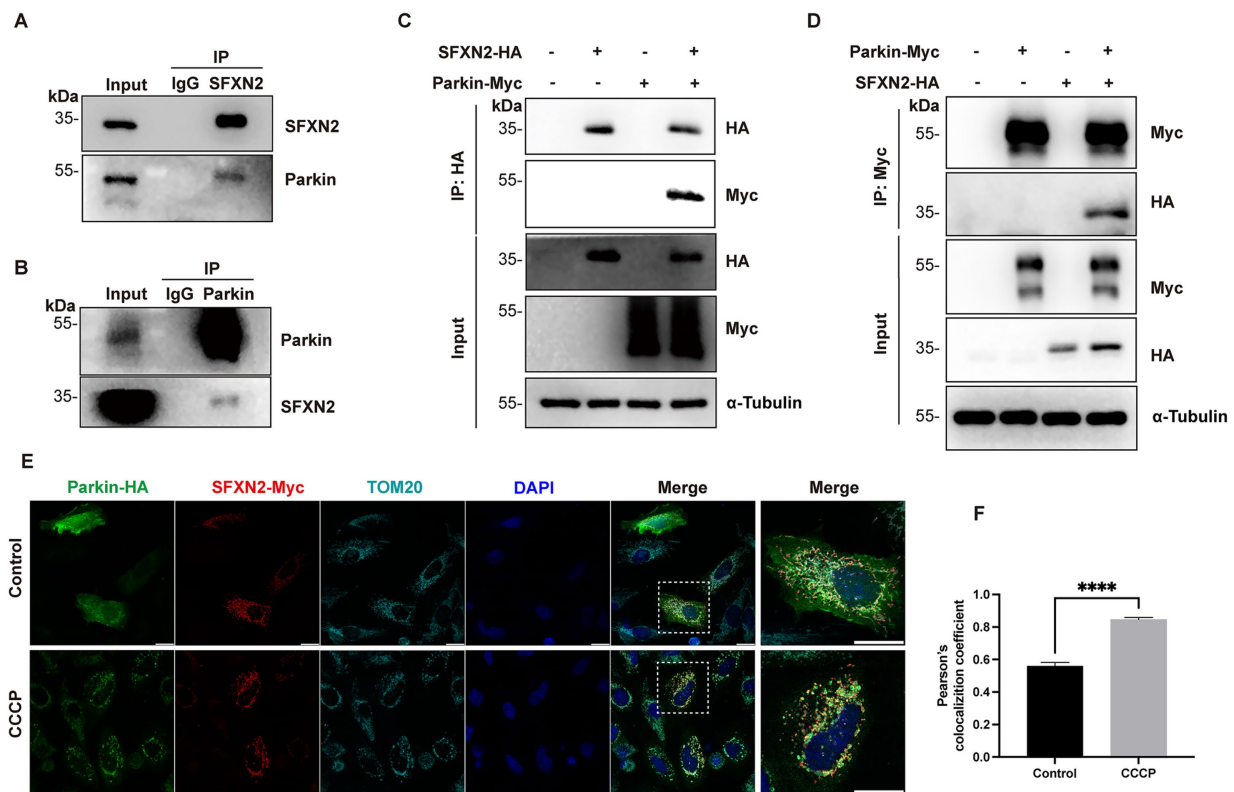 A
IP
Input IgG SFXN2
kDa
35- SFXN2
55- Parkin
B
IP
Input IgG Parkin
kDa
55- Parkin
35- SFXN2
C
SFXN2-HA - + - +
Parkin-Myc - - + +
kDa
IP: HA
35- HA
55- Myc
Input
35- HA
55- Myc
55- α-Tubulin
D
Parkin-Myc - + - +
SFXN2-HA - - + +
kDa
IP: Myc
55- Myc
35- HA
Input
55- Myc
35- HA
55- α-Tubulin
E
Parkin-HA SFXN2-Myc TOM20 DAPI Merge Merge
Control
CCCP
F
****
Pearson's
colocaliztion coefficient
1.0
0.8
0.6
0.4
0.2
0.0
Control CCCP